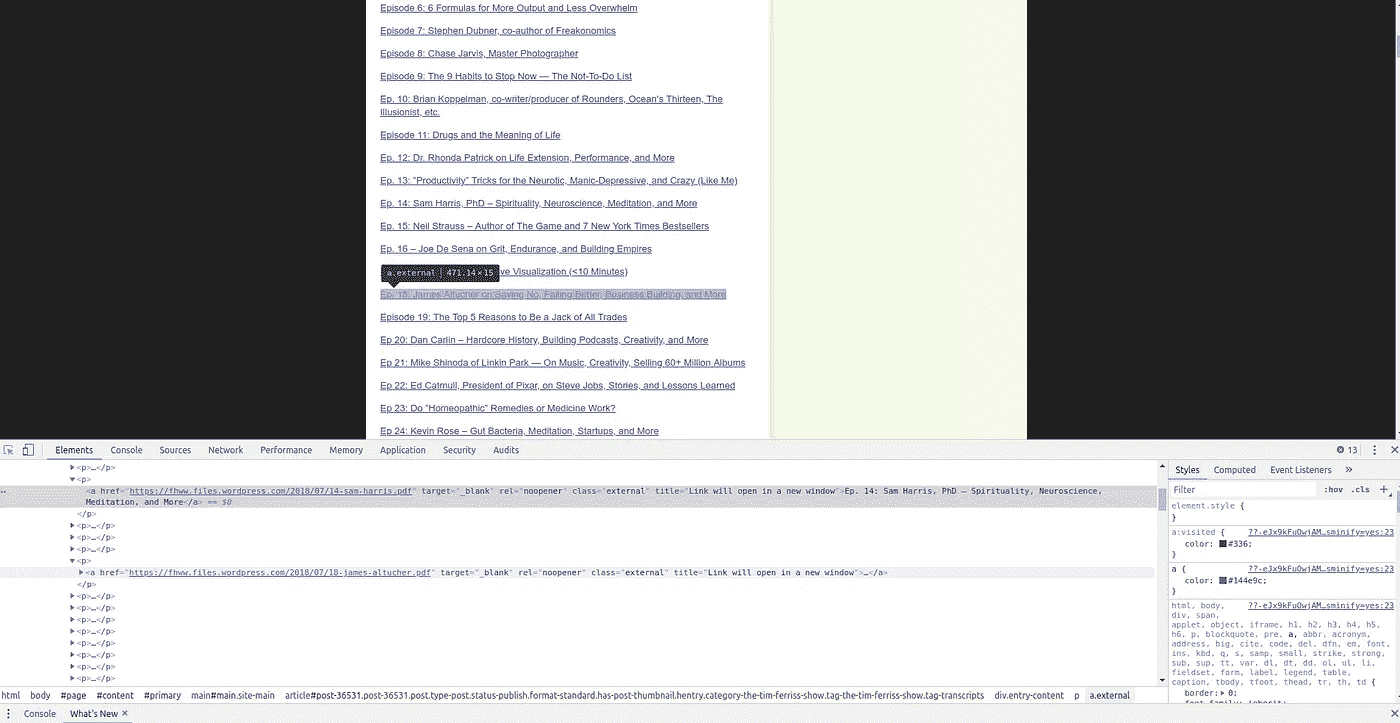 Episode 6: 6 Formulas for More Output and Less Overwhelm
Episode 7: Stephen Dubner, co-author of Freakonomics
Episode 8: Chase Jarvis, Master Photographer
Episode 9: The 9 Habits to Stop Now — The Not-To-Do List
Ep. 10: Brian Koppelman, co-writer/producer of Rounders, Ocean's Thirteen, The
Illusionist, etc.
Episode 11: Drugs and the Meaning of Life
Ep. 12: Dr. Rhonda Patrick on Life Extension, Performance, and More
Ep. 13: "Productivity" Tricks for the Neurotic, Manic-Depressive, and Crazy (Like Me)
Ep. 14: Sam Harris, PhD – Spirituality, Neuroscience, Meditation, and More
Ep. 15: Neil Strauss – Author of The Game and 7 New York Times Bestsellers
Ep. 16 – Joe De Sena on Grit, Endurance, and Building Empires
a.external | 471.14×15 ve Visualization (<10 Minutes)
Ep. 18: James Altucher on Saying No, Failing Better, Business Building, and More
Episode 19: The Top 5 Reasons to Be a Jack of All Trades
Ep 20: Dan Carlin – Hardcore History, Building Podcasts, Creativity, and More
Ep 21: Mike Shinoda of Linkin Park — On Music, Creativity, Selling 60+ Million Albums
Ep 22: Ed Catmull, President of Pixar, on Steve Jobs, Stories, and Lessons Learned
Ep 23: Do "Homeopathic" Remedies or Medicine Work?
Ep 24: Kevin Rose – Gut Bacteria, Meditation, Startups, and More
Elements Console Sources Network Performance Memory Application Security Audits 13
<p>…</p>
<p>
<a href="https://fhww.files.wordpress.com/2018/07/14-sam-harris.pdf" target="_blank" rel="noopener" class="external" title="Link will open in a new window">Ep. 14: Sam Harris, PhD – Spirituality, Neuroscience,
Meditation, and More</a> == $0
</p>
<p>…</p>
<p>…</p>
<p>…</p>
<p>
<a href="https://fhww.files.wordpress.com/2018/07/18-james-altucher.pdf" target="_blank" rel="noopener" class="external" title="Link will open in a new window">…</a>
</p>
<p>…</p>
<p>…</p>
<p>…</p>
<p>…</p>
<p>…</p>
<p>…</p>
<p>…</p>
<p>…</p>
Styles Computed Event Listeners »
Filter :hov .cls +
element.style {
}
a:visited { ??-eJx9kFuOwjAM…sminify=yes:23
color: #336;
}
a { ??-eJx9kFuOwjAM…sminify=yes:23
color: #144e9c;
}
html, body, ??-eJx9kFuOwjAM…sminify=yes:23
div, span,
applet, object, iframe, h1, h2, h3, h4, h5,
h6, p, blockquote, pre, a, abbr, acronym,
address, big, cite, code, del, dfn, em, font,
ins, kbd, q, s, samp, small, strike, strong,
sub, sup, tt, var, dl, dt, dd, ol, ul, li,
fieldset, form, label, legend, table,
caption, tbody, tfoot, thead, tr, th, td {
border: 0;
font-family: inherit;
html body #page #content #primary main#main.site-main article#post-36531.post-36531.post.type-post.status-publish.format-standard.has-post-thumbnail.hentry.category-the-tim-ferriss-show.tag-the-tim-ferriss-show.tag-transcripts div.entry-content p a.external
Console What's New ×